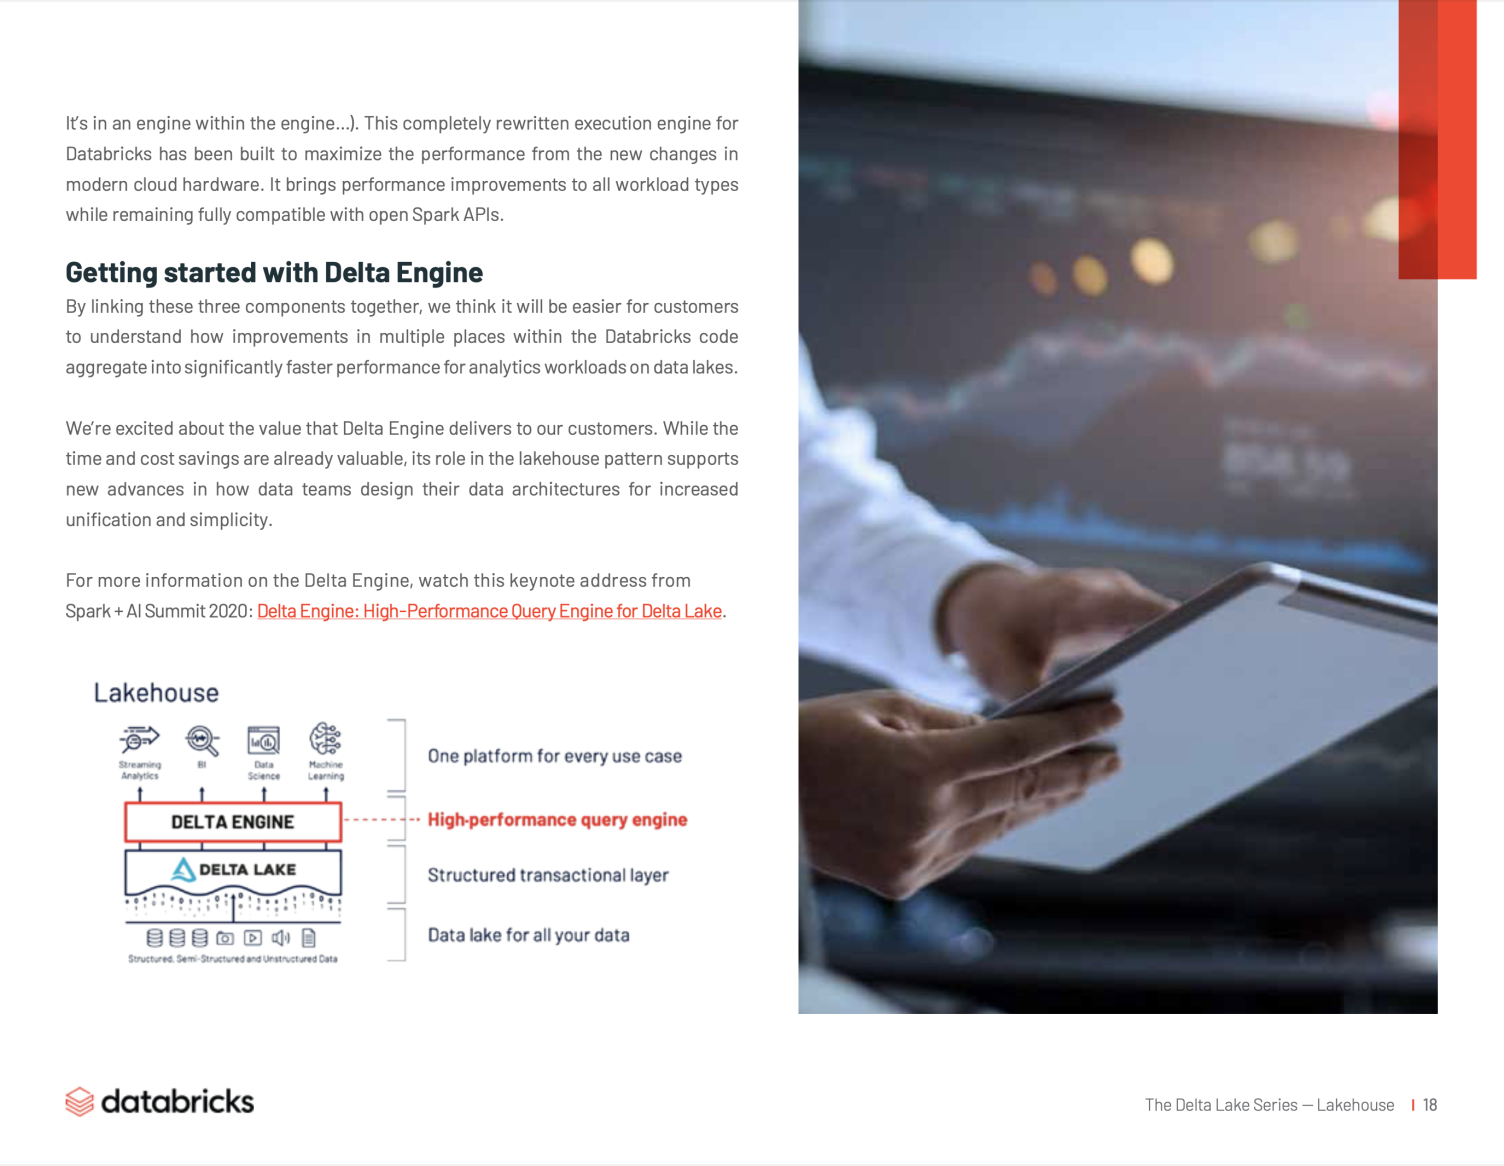 It's in an engine within the engine…). This completely rewritten execution engine for
Databricks has been built to maximize the performance from the new changes in
modern cloud hardware. It brings performance improvements to all workload types
while remaining fully compatible with open Spark APIs.
Getting started with Delta Engine
By linking these three components together, we think it will be easier for customers
to understand how improvements in multiple places within the Databricks code
aggregate into significantly faster performance for analytics workloads on data lakes.
We're excited about the value that Delta Engine delivers to our customers. While the
time and cost savings are already valuable, its role in the lakehouse pattern supports
new advances in how data teams design their data architectures for increased
unification and simplicity.
For more information on the Delta Engine, watch this keynote address from
Spark + AI Summit 2020: Delta Engine: High-Performance Query Engine for Delta Lake.
Lakehouse
Streaming
Analytics
BI
Data
Science
Machine
Learning
One platform for every use case
DELTA ENGINE
High-performance query engine
DELTA LAKE
Structured transactional layer
Data lake for all your data
Structured, Semi-Structured and Unstructured Data
858.59
databricks
The Delta Lake Series — Lakehouse
18